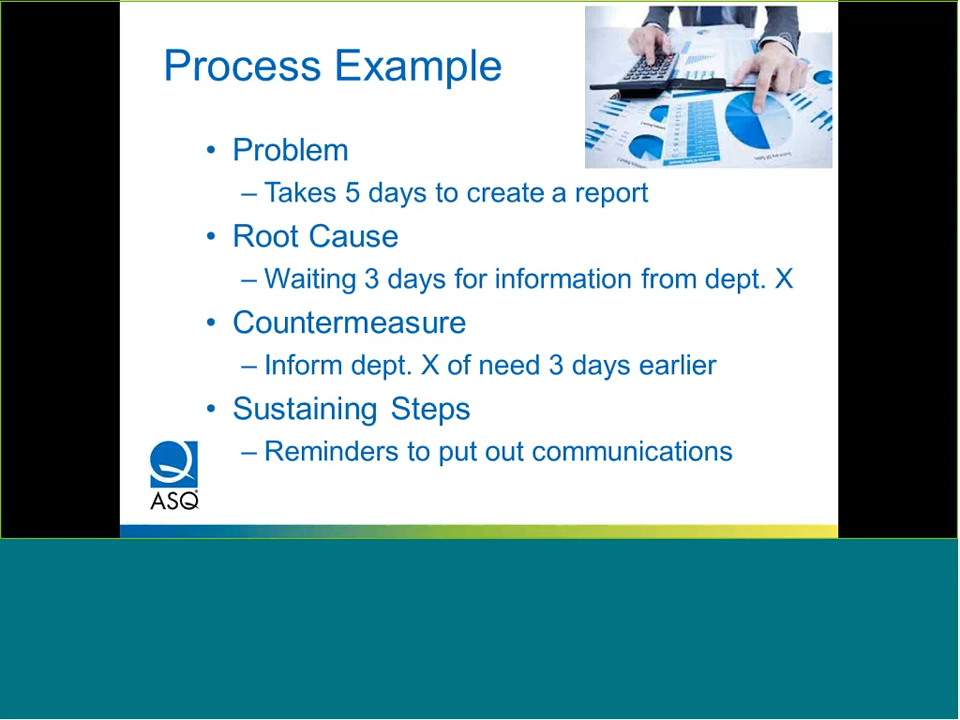 Process Example
• Problem
– Takes 5 days to create a report
• Root Cause
– Waiting 3 days for information from dept. X
• Countermeasure
– Inform dept. X of need 3 days earlier
• Sustaining Steps
– Reminders to put out communications
ASQ